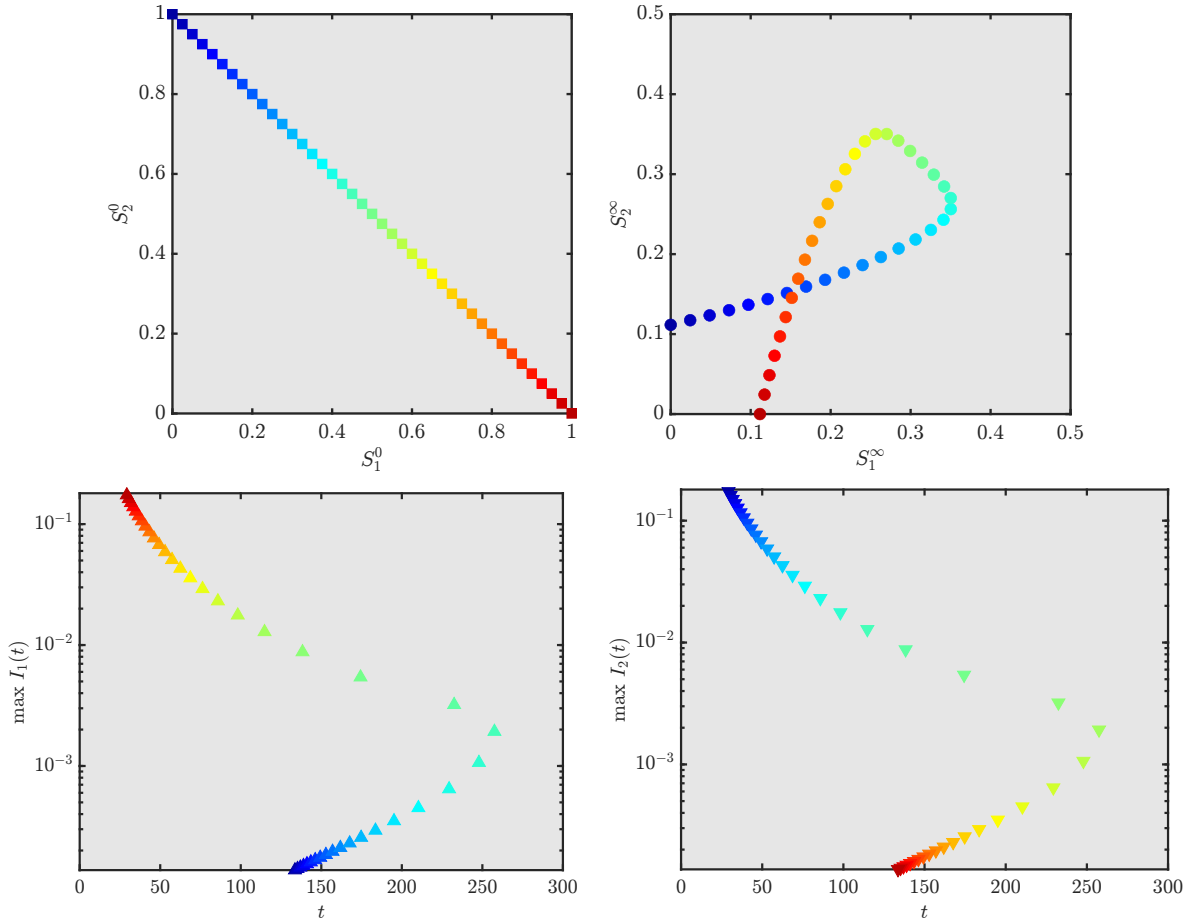 1
0.8
0.6
0.4
0.2
0
0 0.2 0.4 0.6 0.8 1
$S_2^0$
$S_1^0$
0.5
0.4
0.3
0.2
0.1
0
0 0.1 0.2 0.3 0.4 0.5
$S_2^\infty$
$S_1^\infty$
$10^{-1}$
$10^{-2}$
$10^{-3}$
0 50 100 150 200 250 300
max $I_1(t)$
$t$
$10^{-1}$
$10^{-2}$
$10^{-3}$
0 50 100 150 200 250 300
max $I_2(t)$
$t$